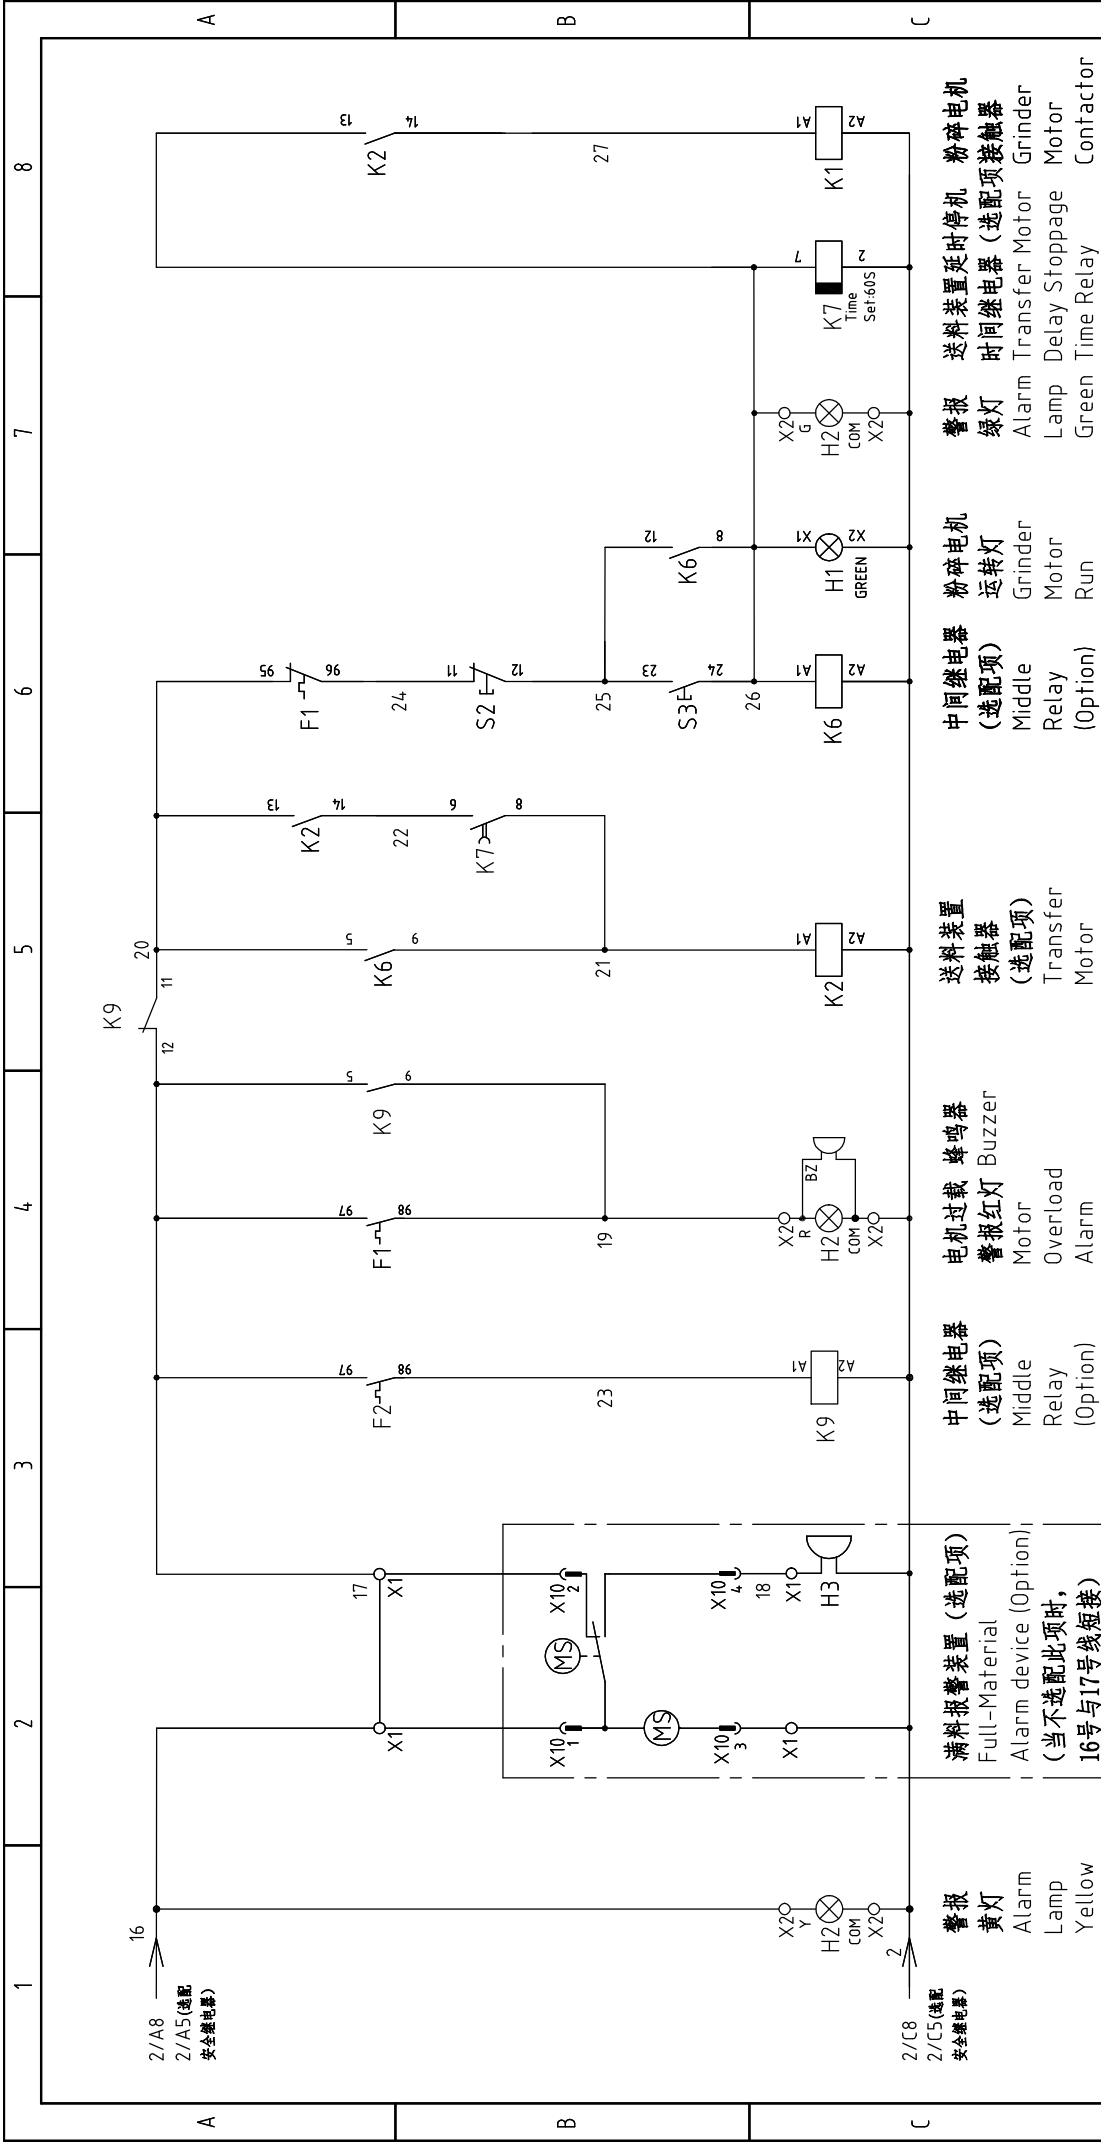 1
2
3
4
5
6
7
8
A
B
C
A
B
C
2/A8
2/A5(选配
安全继电器)
16
2/C8
2/C5(选配
安全继电器)
2
X2
Y
H2
COM
X2
警报
黄灯
Alarm
Lamp
Yellow
X1
17
X1
X10
1
X10
2
MS
MS
X10
3
X10
4
18
X1
X1
H3
满料报警装置(选配项)
Full-Material
Alarm device (Option)
(当不选配此项时,
16号与17号线短接)
97
98
F2
23
A1
A2
K9
中间继电器
(选配项)
Middle
Relay
(Option)
97
98
F1
19
X2
R
H2
COM
X2
BZ
电机过载
警报红灯
Motor
Overload
Alarm
蜂鸣器
Buzzer
5
9
K9
K9
12
11
20
5
9
K6
21
A1
A2
K2
送料装置
接触器
(选配项)
Transfer
Motor
13
14
K2
22
6
8
K7
95
96
F1
24
11
12
S2
25
23
24
S3
26
A1
A2
K6
中间继电器
(选配项)
Middle
Relay
(Option)
12
8
K6
X1
X2
H1
GREEN
粉碎电机
运转灯
Grinder
Motor
Run
X2
G
H2
COM
X2
警报
绿灯
Alarm
Lamp
Green
7
2
K7
Time
Set:60S
送料装置延时停机
时间继电器(选配项
Transfer Motor
Delay Stoppage
Time Relay
13
14
K2
27
A1
A2
K1
粉碎电机
接触器
Grinder
Motor
Contactor